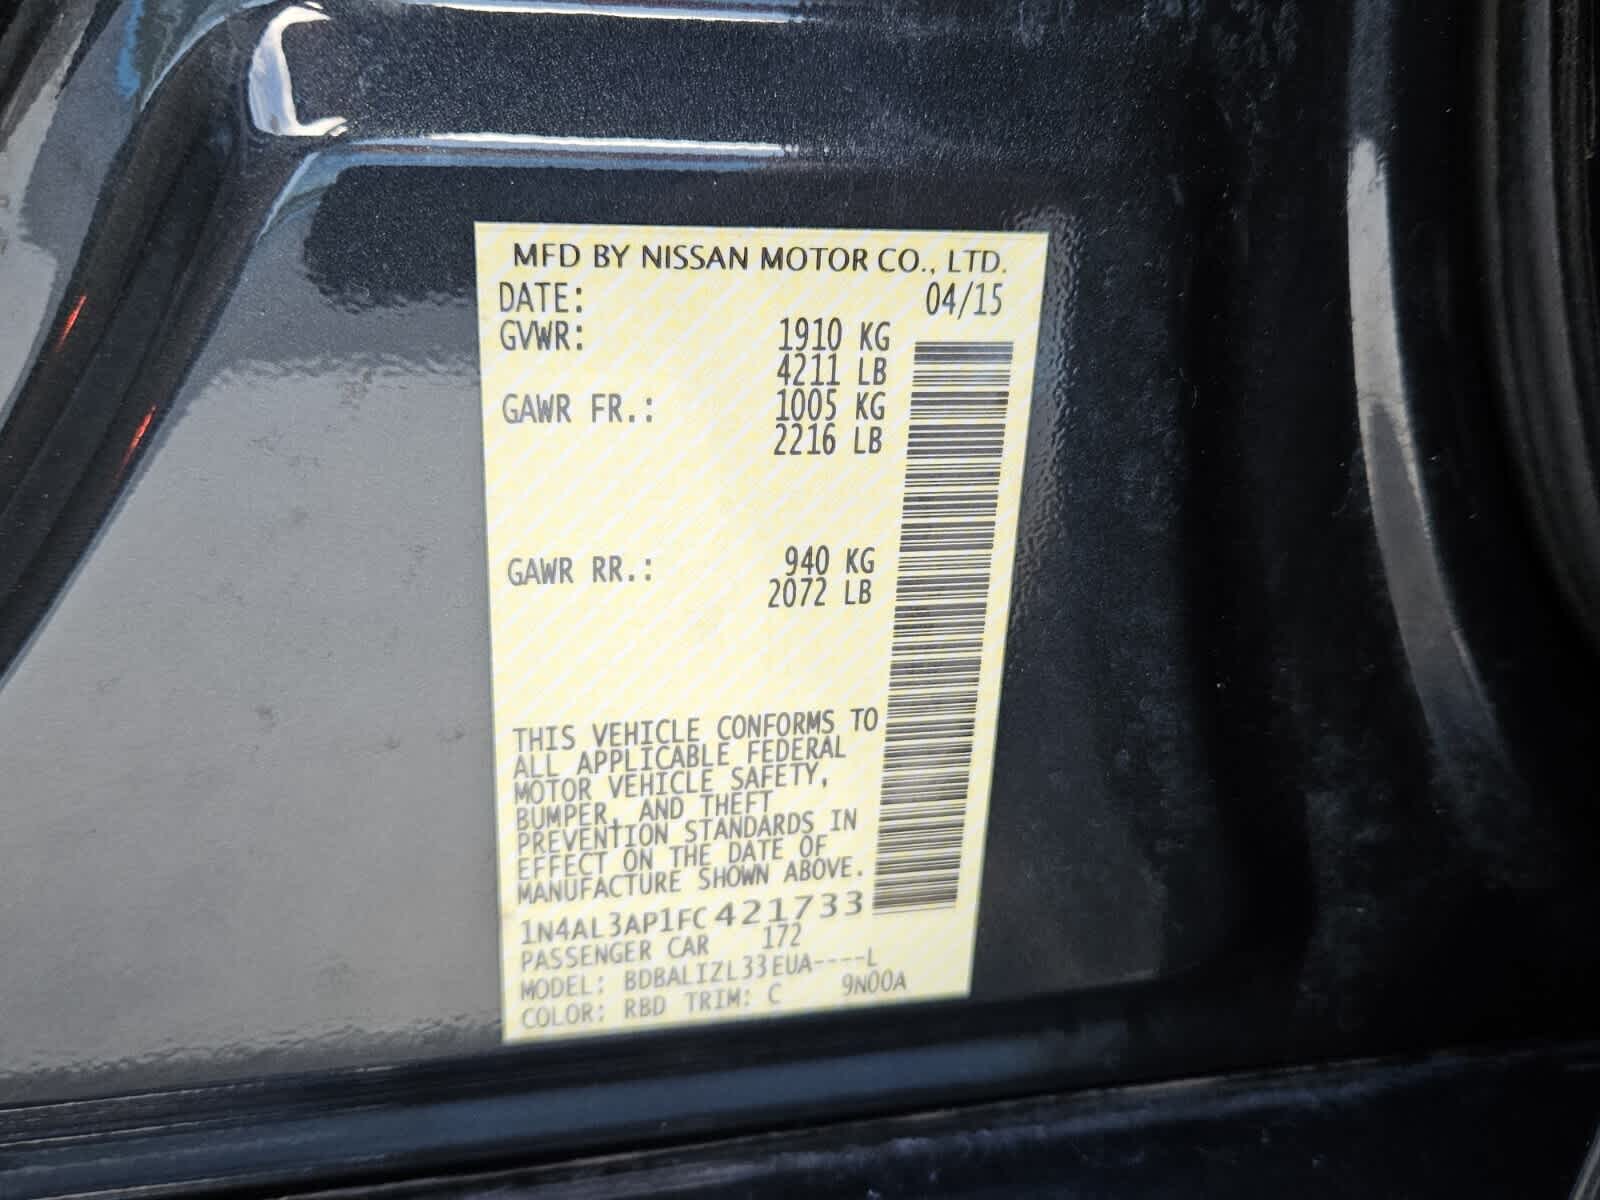 MFD BY NISSAN MOTOR CO., LTD.
DATE: 04/15
GVWR: 1910 KG
4211 LB
GAWR FR.: 1005 KG
2216 LB
GAWR RR.: 940 KG
2072 LB
THIS VEHICLE CONFORMS TO
ALL APPLICABLE FEDERAL
MOTOR VEHICLE SAFETY,
BUMPER, AND THEFT
PREVENTION STANDARDS IN
EFFECT ON THE DATE OF
MANUFACTURE SHOWN ABOVE.
1N4AL3AP1FC421733
PASSENGER CAR 172
MODEL: BDBALIZL33EUA----L
COLOR: RBD TRIM: C 9N00A